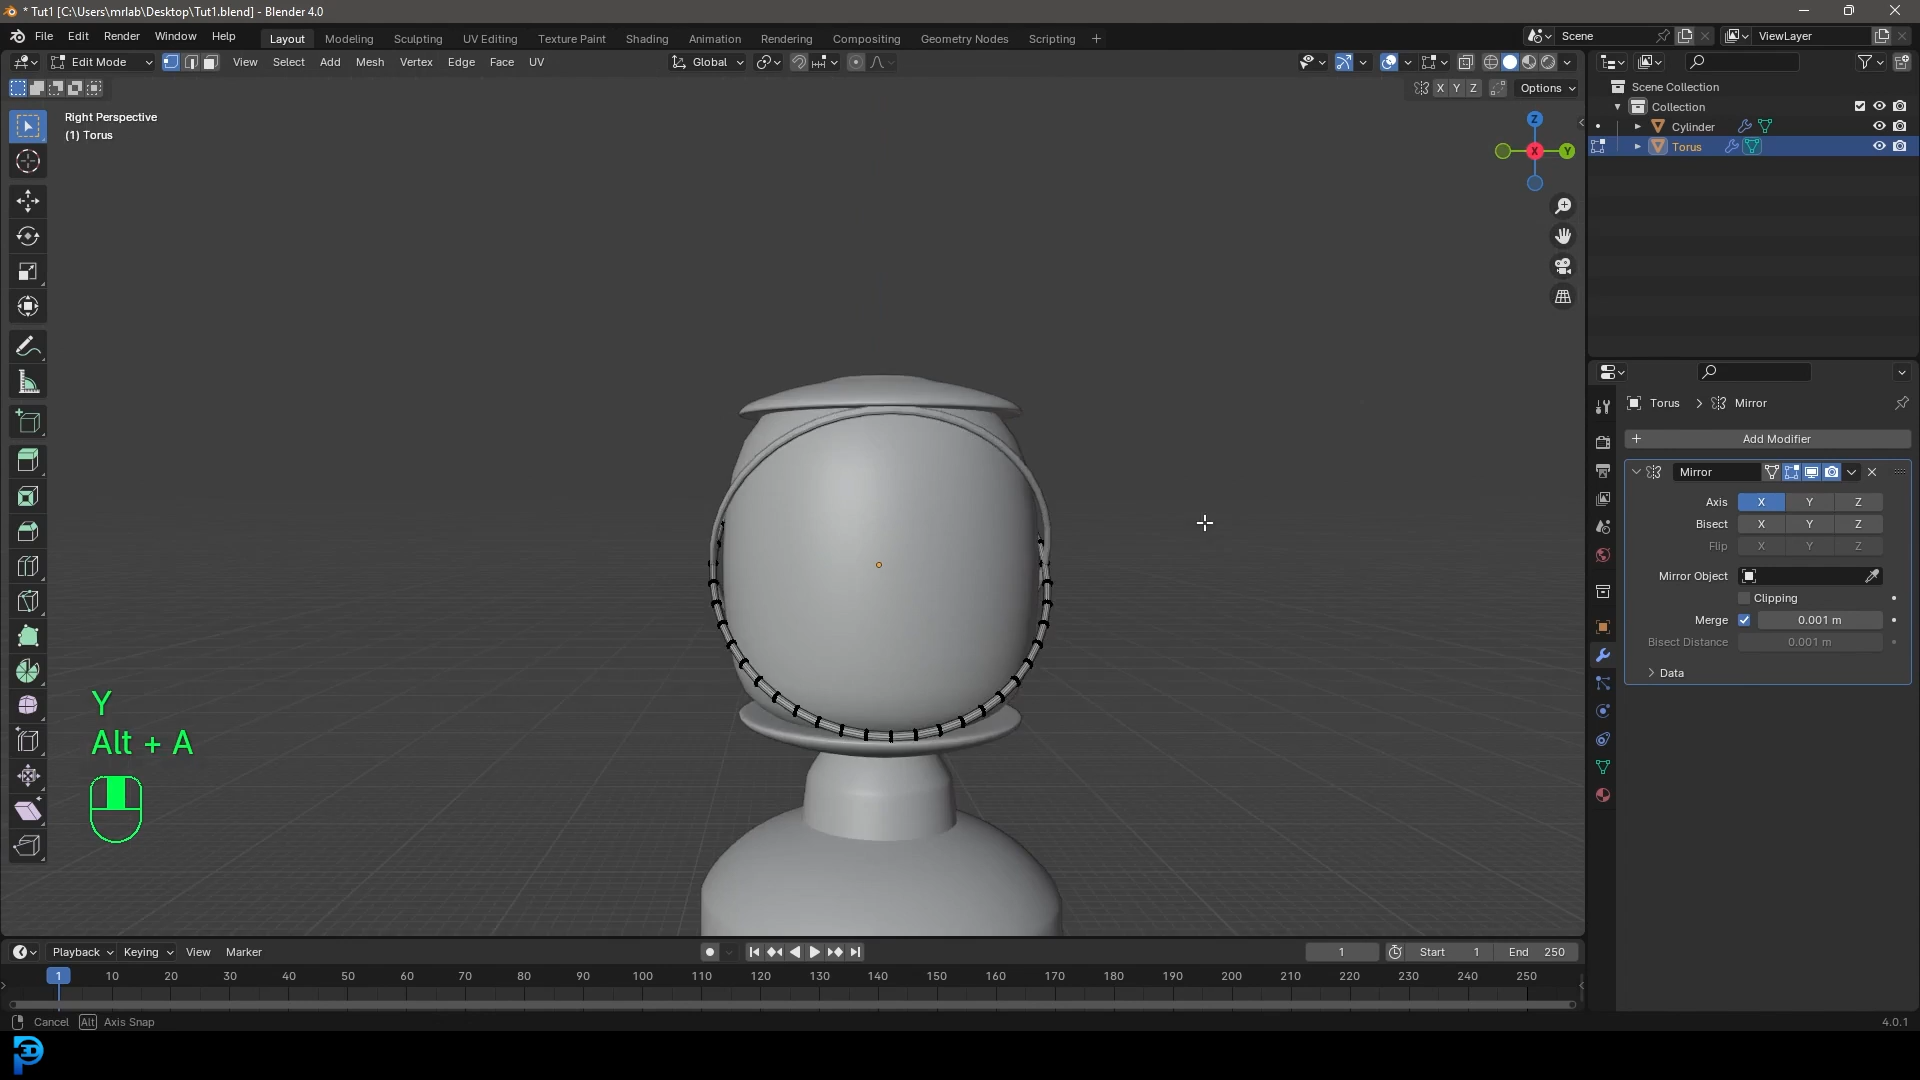 * Tut1 [C:\Users\mrlab\Desktop\Tut1.blend] - Blender 4.0
File Edit Render Window Help Layout Modeling Sculpting UV Editing Texture Paint Shading Animation Rendering Compositing Geometry Nodes Scripting + Scene ViewLayer
Edit Mode View Select Add Mesh Vertex Edge Face UV Global
X Y Z Options
Right Perspective
(1) Torus
Z
X
Y
Scene Collection
Collection
Cylinder
Torus
Torus > Mirror
+ Add Modifier
Mirror
Axis X Y Z
Bisect X Y Z
Flip X Y Z
Mirror Object
Clipping
Merge 0.001 m
Bisect Distance 0.001 m
> Data
Y
Alt + A
Playback Keying View Marker 1 Start 1 End 250
1 10 20 30 40 50 60 70 80 90 100 110 120 130 140 150 160 170 180 190 200 210 220 230 240 250
Cancel Alt Axis Snap 4.0.1
3D